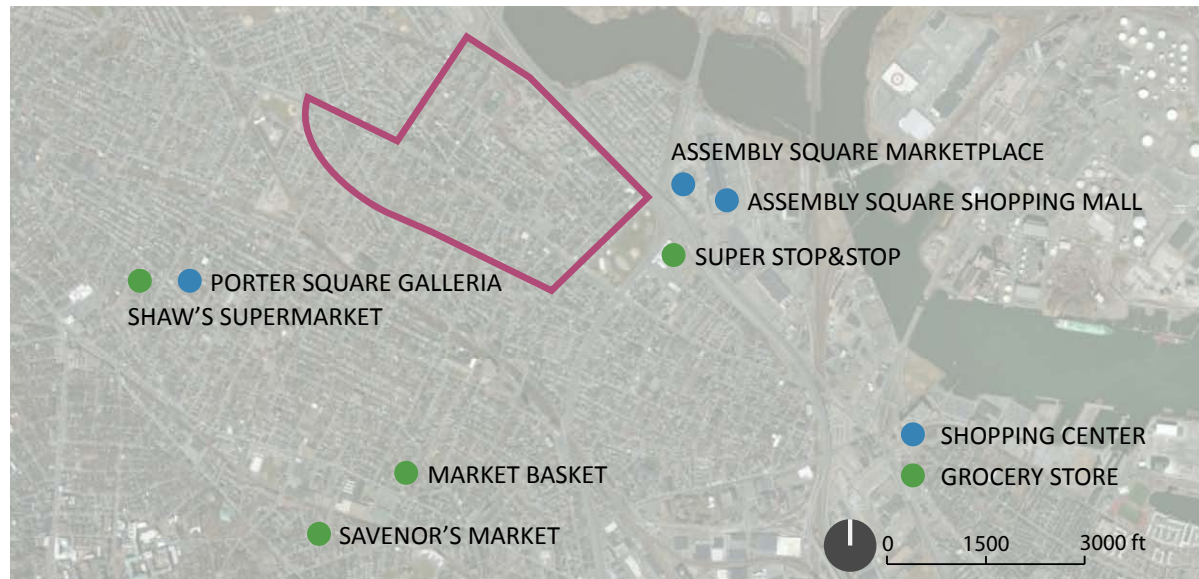 ASSEMBLY SQUARE MARKETPLACE
ASSEMBLY SQUARE SHOPPING MALL
SUPER STOP&STOP
PORTER SQUARE GALLERIA
SHAW'S SUPERMARKET
SHOPPING CENTER
MARKET BASKET
GROCERY STORE
SAVENOR'S MARKET
0 1500 3000 ft